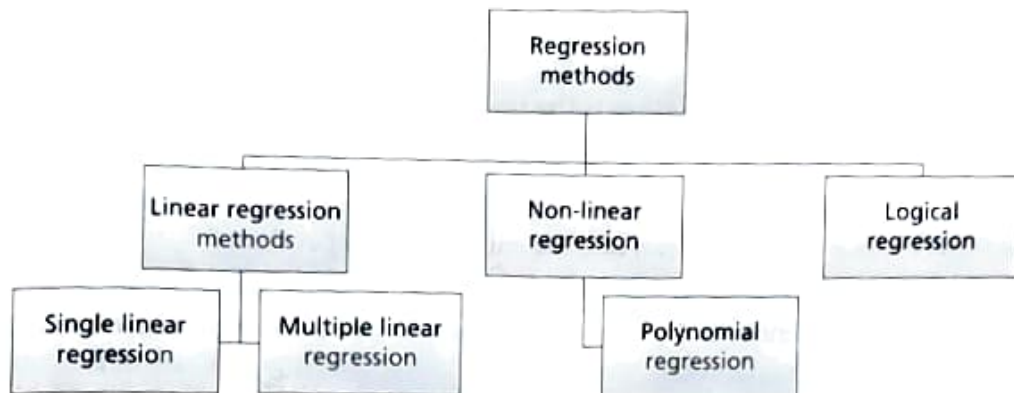 Regression
methods
Linear regression
methods
Non-linear
regression
Logical
regression
Single linear
regression
Multiple linear
regression
Polynomial
regression